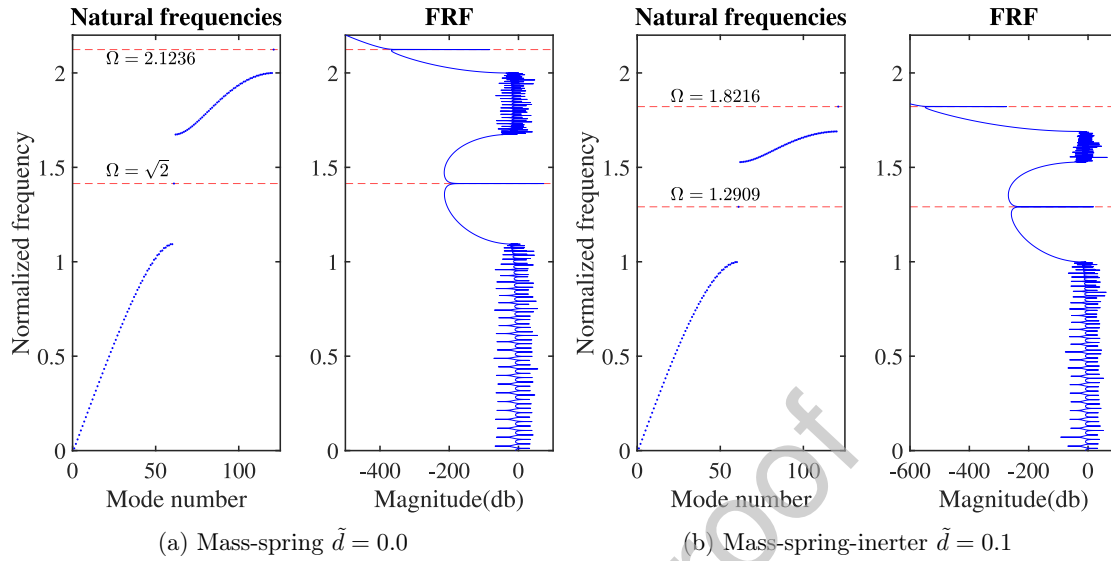 Natural frequencies
FRF
Natural frequencies
FRF
Normalized frequency
2
1.5
1
0.5
0
Ω = 2.1236
Ω = √2
0 50 100
Mode number
2
1.5
1
0.5
0
-400 -200 0
Magnitude(db)
Normalized frequency
2
1.5
1
0.5
0
Ω = 1.8216
Ω = 1.2909
0 50 100
Mode number
2
1.5
1
0.5
0
-600 -400 -200 0
Magnitude(db)
(a) Mass-spring d̃ = 0.0
(b) Mass-spring-inerter d̃ = 0.1
roof